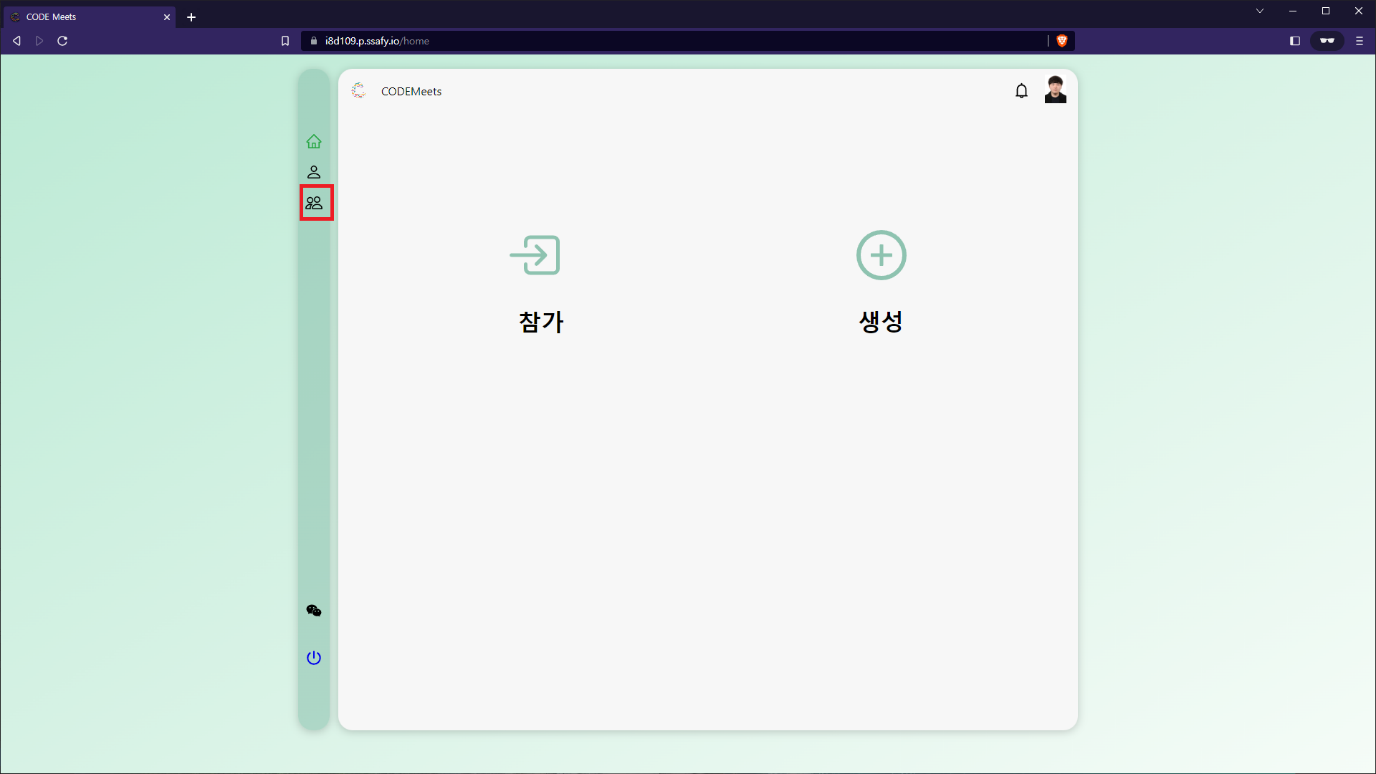 CODE Meets
i8d109.p.ssafy.io/home
CODEMeets
참가
생성